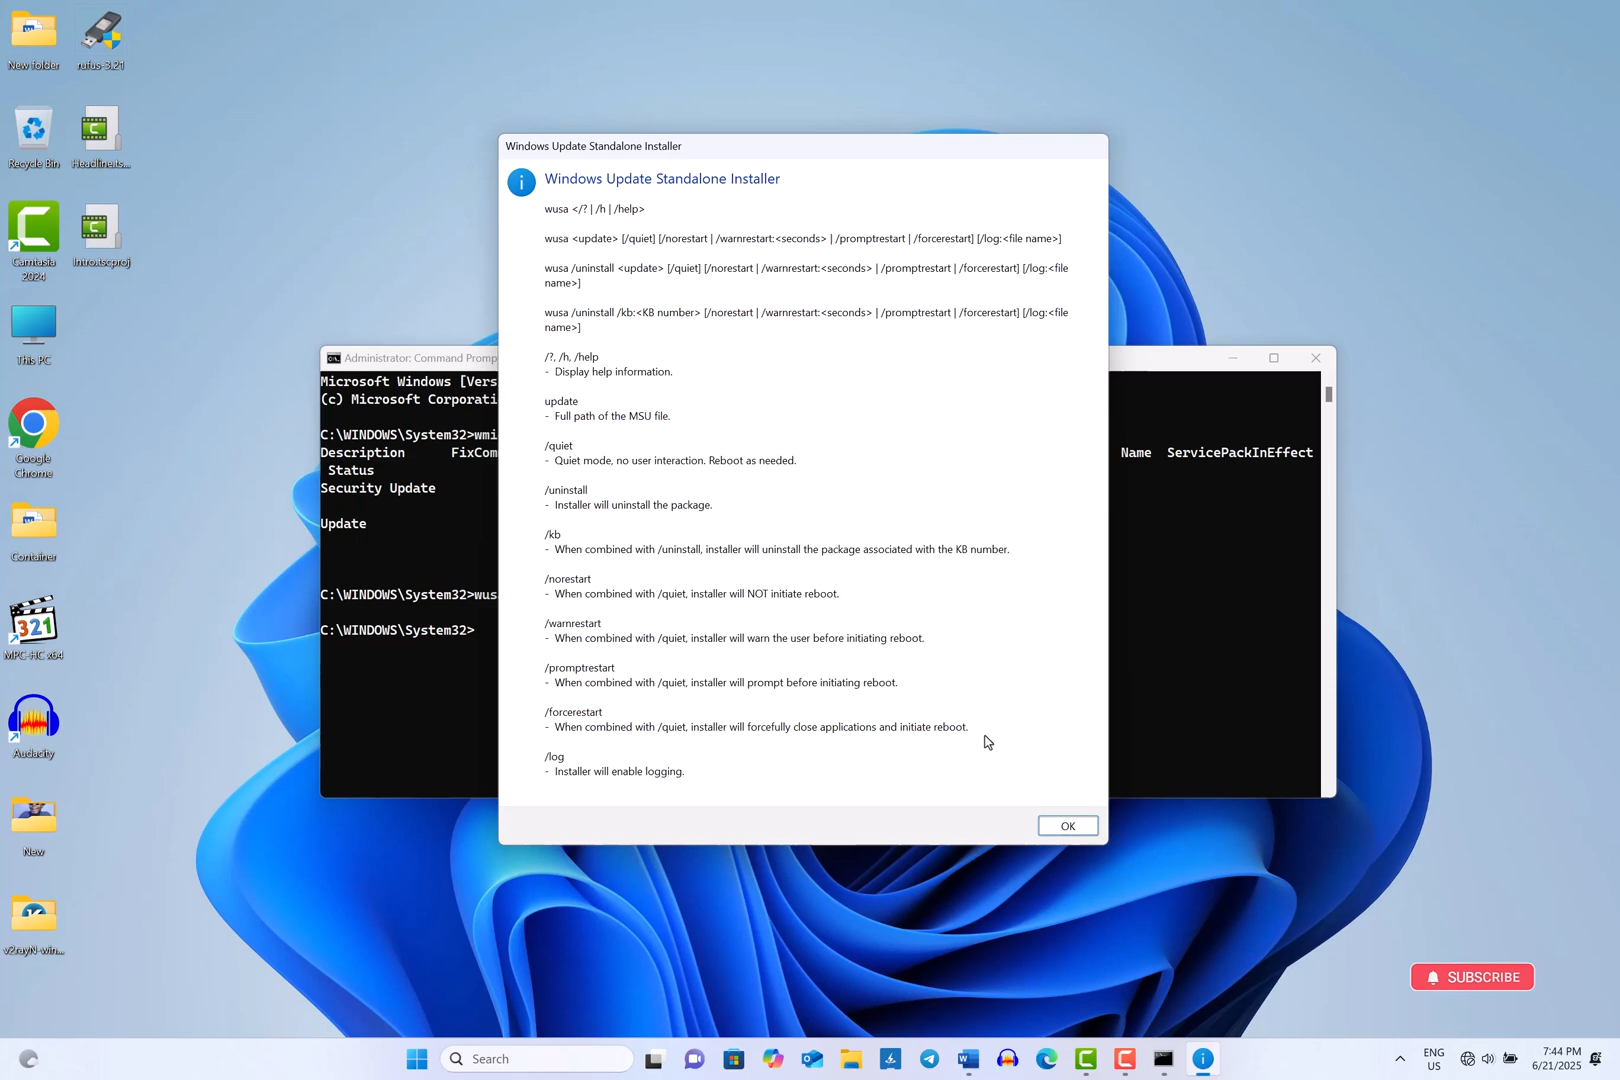 New folder
rufus-3.21
Recycle Bin
Headline.ts...
Camtasia
2024
Intro.tscproj
This PC
Google
Chrome
Container
MPC-HC x64
Audacity
New
v2rayN-win...
Windows Update Standalone Installer
Windows Update Standalone Installer
wusa </? | /h | /help>
wusa <update> [/quiet] [/norestart | /warnrestart:<seconds> | /promptrestart | /forcerestart] [/log:<file name>]
wusa /uninstall <update> [/quiet] [/norestart | /warnrestart:<seconds> | /promptrestart | /forcerestart] [/log:<file
name>]
wusa /uninstall /kb:<KB number> [/norestart | /warnrestart:<seconds> | /promptrestart | /forcerestart] [/log:<file
name>]
/?, /h, /help
- Display help information.
update
- Full path of the MSU file.
/quiet
- Quiet mode, no user interaction. Reboot as needed.
/uninstall
- Installer will uninstall the package.
/kb
- When combined with /uninstall, installer will uninstall the package associated with the KB number.
/norestart
- When combined with /quiet, installer will NOT initiate reboot.
/warnrestart
- When combined with /quiet, installer will warn the user before initiating reboot.
/promptrestart
- When combined with /quiet, installer will prompt before initiating reboot.
/forcerestart
- When combined with /quiet, installer will forcefully close applications and initiate reboot.
/log
- Installer will enable logging.
OK
Administrator: Command Promp
Microsoft Windows [Vers
(c) Microsoft Corporati
C:\WINDOWS\System32>wmi
Description FixCom Name ServicePackInEffect
Status
Security Update
Update
C:\WINDOWS\System32>wus
C:\WINDOWS\System32>
SUBSCRIBE
Search
321
ENG
US
7:44 PM
6/21/2025